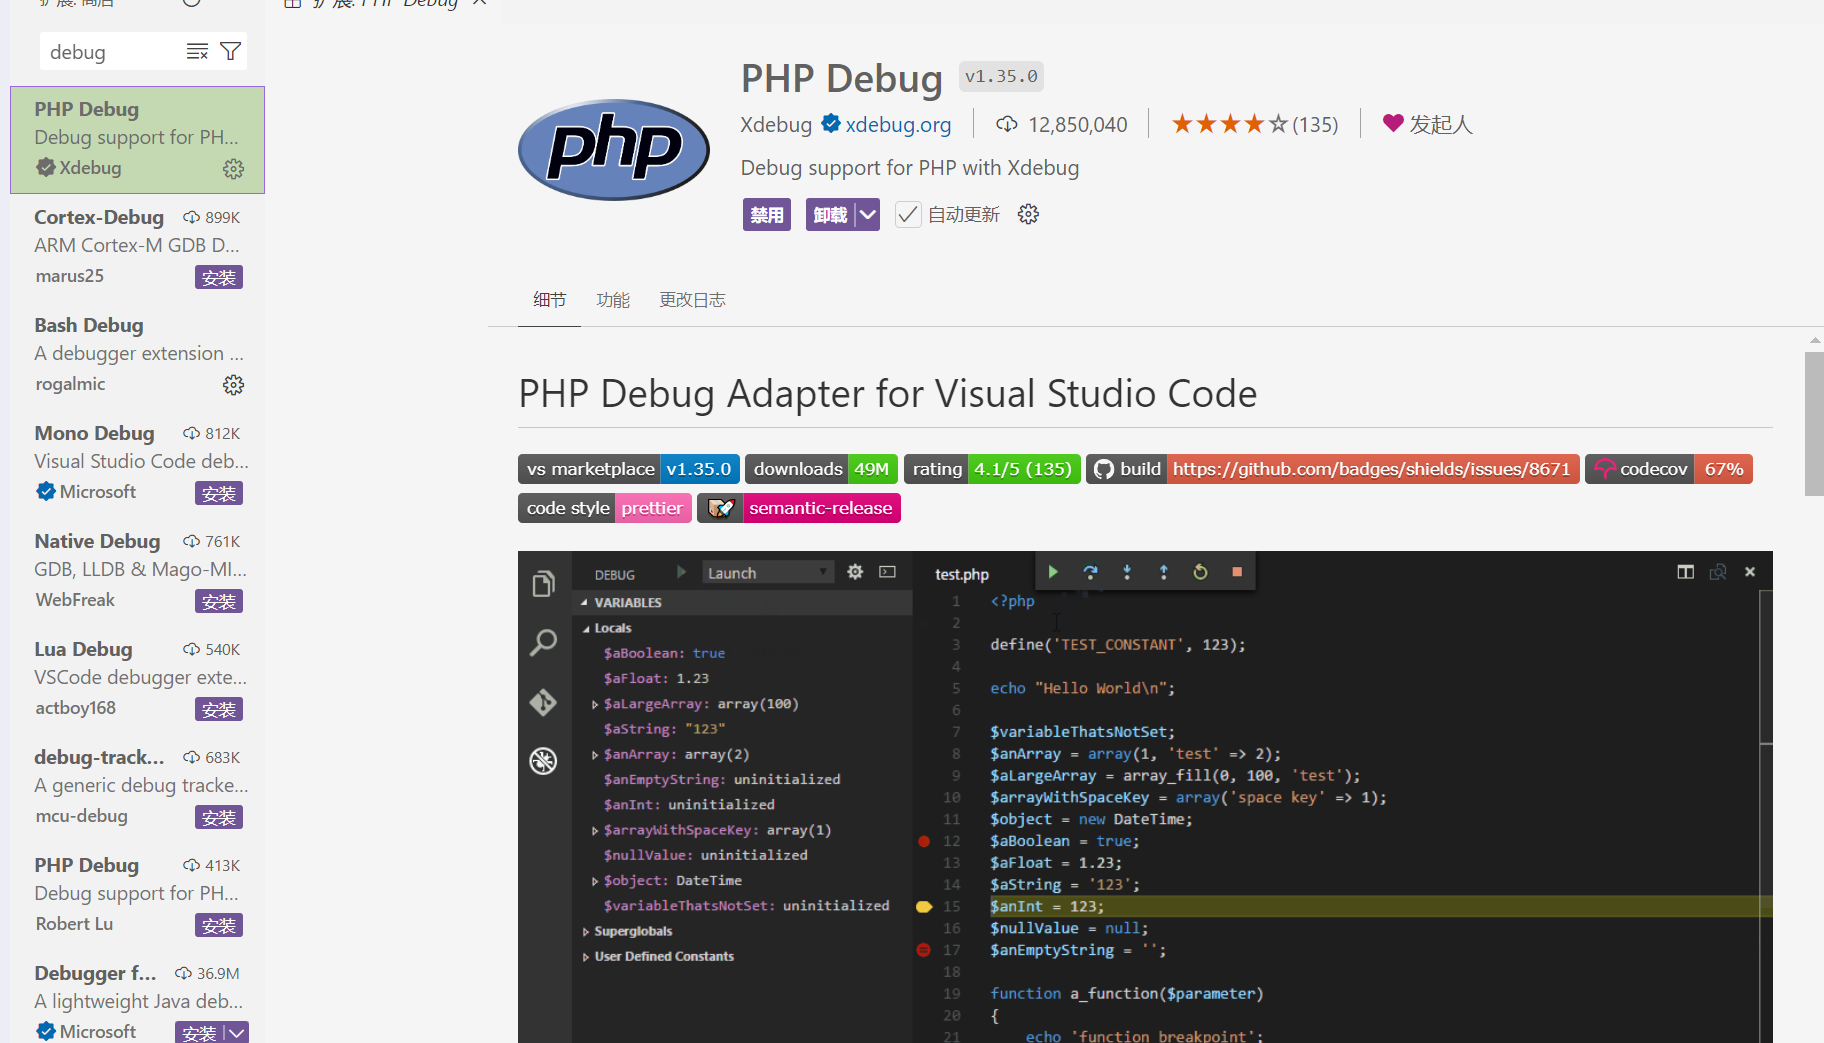 扩展: 商店
扩展: PHP Debug
debug
PHP Debug
Debug support for PH...
Xdebug
Cortex-Debug 899K
ARM Cortex-M GDB D...
marus25 安装
Bash Debug
A debugger extension ...
rogalmic
Mono Debug 812K
Visual Studio Code deb...
Microsoft 安装
Native Debug 761K
GDB, LLDB & Mago-MI...
WebFreak 安装
Lua Debug 540K
VSCode debugger exte...
actboy168 安装
debug-track... 683K
A generic debug tracke...
mcu-debug 安装
PHP Debug 413K
Debug support for PH...
Robert Lu 安装
Debugger f... 36.9M
A lightweight Java deb...
Microsoft 安装
php
PHP Debug v1.35.0
Xdebug xdebug.org 12,850,040 (135) 发起人
Debug support for PHP with Xdebug
禁用 卸载 自动更新
细节 功能 更改日志
PHP Debug Adapter for Visual Studio Code
vs marketplace v1.35.0 downloads 49M rating 4.1/5 (135) build https://github.com/badges/shields/issues/8671 codecov 67%
code style prettier semantic-release
DEBUG Launch
VARIABLES
Locals
$aBoolean: true
$aFloat: 1.23
$aLargeArray: array(100)
$aString: "123"
$anArray: array(2)
$anEmptyString: uninitialized
$anInt: uninitialized
$arrayWithSpaceKey: array(1)
$nullValue: uninitialized
$object: DateTime
$variableThatsNotSet: uninitialized
Superglobals
User Defined Constants
test.php
1 <?php
2
3 define('TEST_CONSTANT', 123);
4
5 echo "Hello World\n";
6
7 $variableThatsNotSet;
8 $anArray = array(1, 'test' => 2);
9 $aLargeArray = array_fill(0, 100, 'test');
10 $arrayWithSpaceKey = array('space key' => 1);
11 $object = new DateTime;
12 $aBoolean = true;
13 $aFloat = 1.23;
14 $aString = '123';
15 $anInt = 123;
16 $nullValue = null;
17 $anEmptyString = '';
18
19 function a_function($parameter)
20 {
21 echo 'function breakpoint';